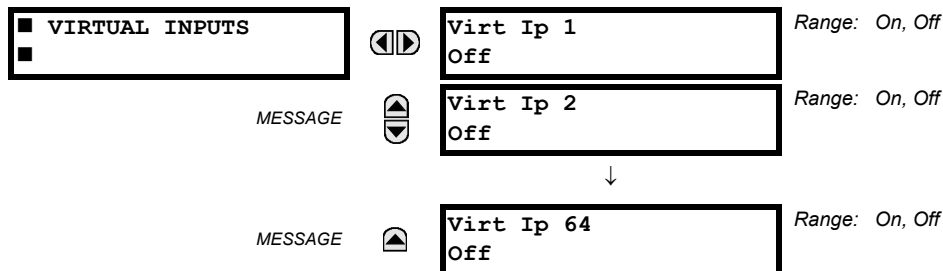 ■ VIRTUAL INPUTS
■
Virt Ip 1
Off
Range: On, Off
MESSAGE
Virt Ip 2
Off
Range: On, Off
↓
MESSAGE
Virt Ip 64
Off
Range: On, Off